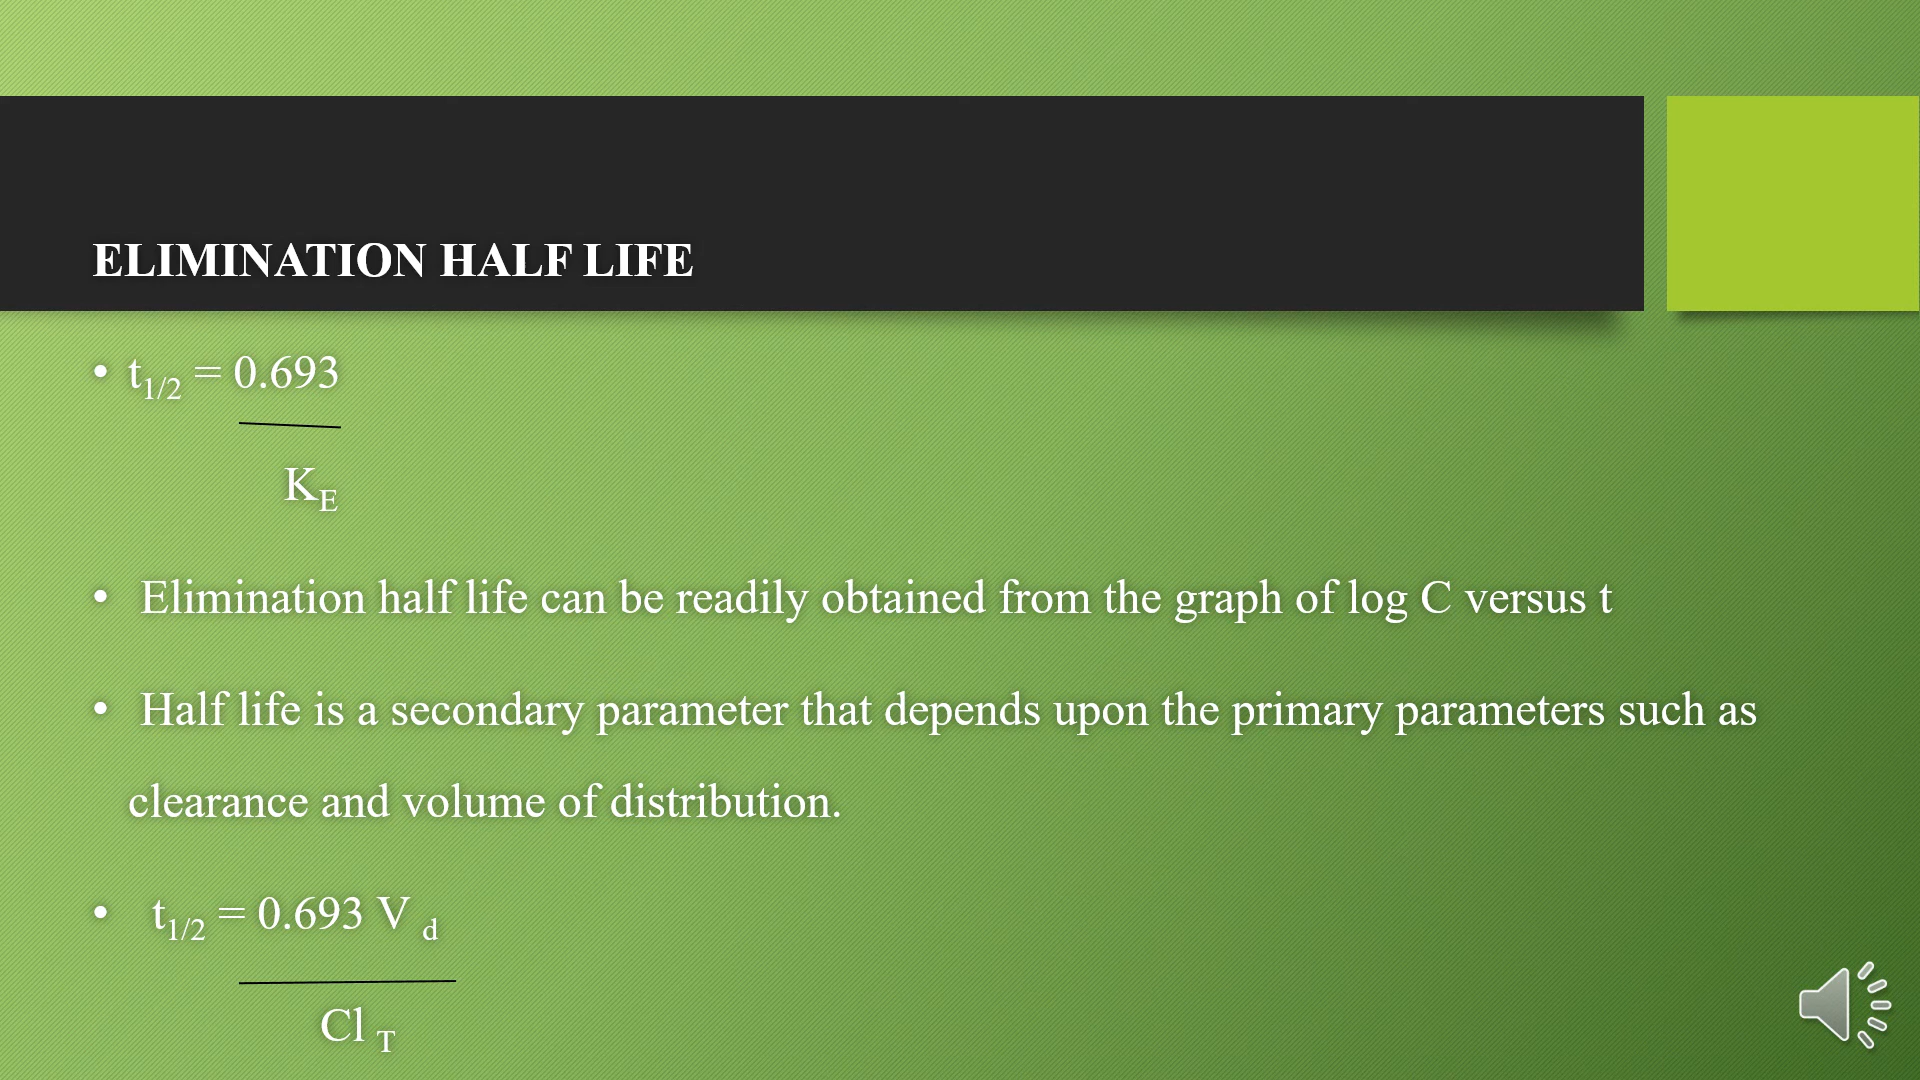 ELIMINATION HALF LIFE
• t1/2 = 0.693
KE
• Elimination half life can be readily obtained from the graph of log C versus t
• Half life is a secondary parameter that depends upon the primary parameters such as
clearance and volume of distribution.
• t1/2 = 0.693 V d
Cl T